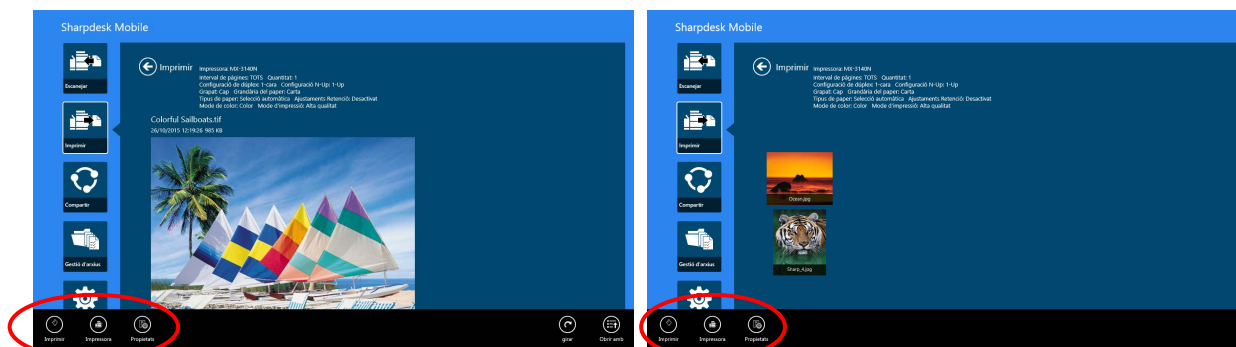 Sharpdesk Mobile
Escanejar
Imprimir
Compartir
Gestió d'arxius
Imprimir
Impressora: MX-3140N
Interval de pàgines: TOTS Quantitat: 1
Configuració de dúplex: 1-cara Configuració N-Up: 1-Up
Grapat: Cap Grandària del paper: Carta
Tipus de paper: Selecció automàtica Ajustaments Retenció: Desactivat
Mode de color: Color Mode d'impressió: Alta qualitat
Colorful Sailboats.tif
26/10/2015 12:19:26 985 KB
Imprimir
Impressora
Propietats
girar
Obrir amb
Sharpdesk Mobile
Escanejar
Imprimir
Compartir
Gestió d'arxius
Imprimir
Impressora: MX-3140N
Interval de pàgines: TOTS Quantitat: 1
Configuració de dúplex: 1-cara Configuració N-Up: 1-Up
Grapat: Cap Grandària del paper: Carta
Tipus de paper: Selecció automàtica Ajustaments Retenció: Desactivat
Mode de color: Color Mode d'impressió: Alta qualitat
Ocean.jpg
Sharp_4.jpg
Imprimir
Impressora
Propietats